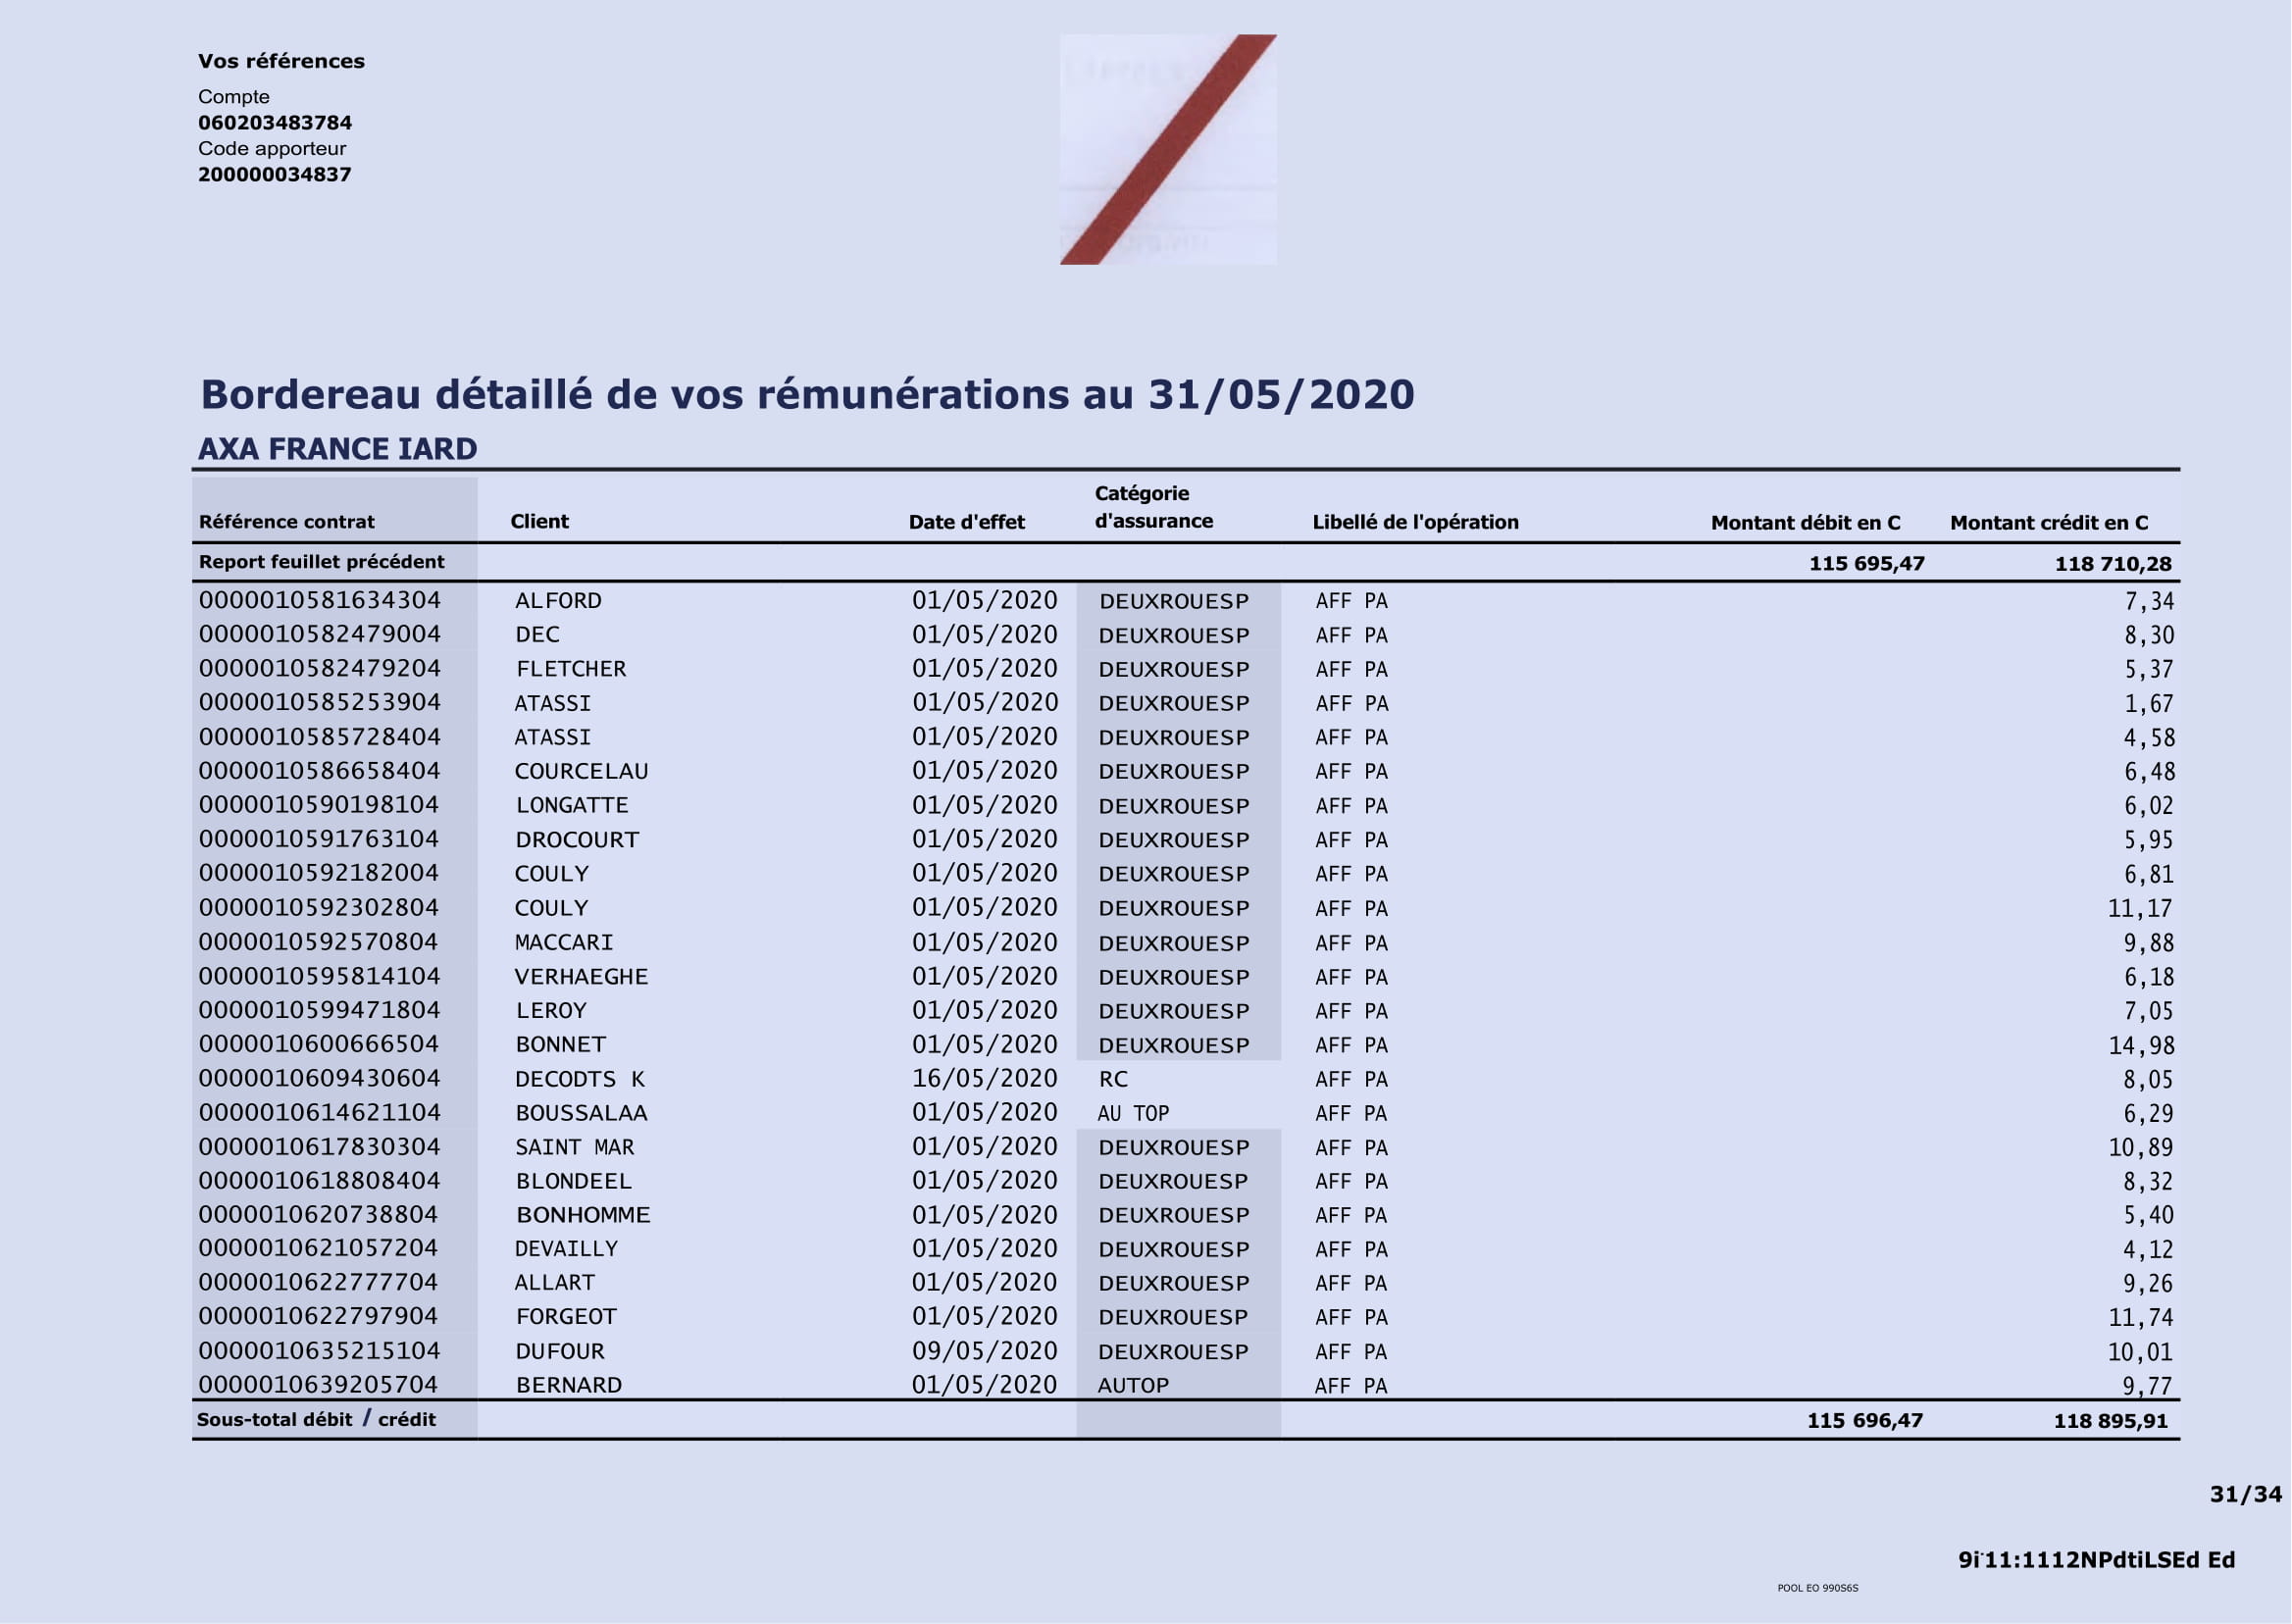 Vos références
Compte
060203483784
Code apporteur
200000034837
Bordereau détaillé de vos rémunérations au 31/05/2020
AXA FRANCE IARD
Référence contrat Client Date d'effet Catégorie d'assurance Libellé de l'opération Montant débit en C Montant crédit en C
Report feuillet précédent 115 695,47 118 710,28
0000010581634304 ALFORD 01/05/2020 DEUXROUESP AFF PA 7,34
0000010582479004 DEC 01/05/2020 DEUXROUESP AFF PA 8,30
0000010582479204 FLETCHER 01/05/2020 DEUXROUESP AFF PA 5,37
0000010585253904 ATASSI 01/05/2020 DEUXROUESP AFF PA 1,67
0000010585728404 ATASSI 01/05/2020 DEUXROUESP AFF PA 4,58
0000010586658404 COURCELAU 01/05/2020 DEUXROUESP AFF PA 6,48
0000010590198104 LONGATTE 01/05/2020 DEUXROUESP AFF PA 6,02
0000010591763104 DROCOURT 01/05/2020 DEUXROUESP AFF PA 5,95
0000010592182004 COULY 01/05/2020 DEUXROUESP AFF PA 6,81
0000010592302804 COULY 01/05/2020 DEUXROUESP AFF PA 11,17
0000010592570804 MACCARI 01/05/2020 DEUXROUESP AFF PA 9,88
0000010595814104 VERHAEGHE 01/05/2020 DEUXROUESP AFF PA 6,18
0000010599471804 LEROY 01/05/2020 DEUXROUESP AFF PA 7,05
0000010600666504 BONNET 01/05/2020 DEUXROUESP AFF PA 14,98
0000010609430604 DECODTS K 16/05/2020 RC AFF PA 8,05
0000010614621104 BOUSSALAA 01/05/2020 AU TOP AFF PA 6,29
0000010617830304 SAINT MAR 01/05/2020 DEUXROUESP AFF PA 10,89
0000010618808404 BLONDEEL 01/05/2020 DEUXROUESP AFF PA 8,32
0000010620738804 BONHOMME 01/05/2020 DEUXROUESP AFF PA 5,40
0000010621057204 DEVAILLY 01/05/2020 DEUXROUESP AFF PA 4,12
0000010622777704 ALLART 01/05/2020 DEUXROUESP AFF PA 9,26
0000010622797904 FORGEOT 01/05/2020 DEUXROUESP AFF PA 11,74
0000010635215104 DUFOUR 09/05/2020 DEUXROUESP AFF PA 10,01
0000010639205704 BERNARD 01/05/2020 AUTOP AFF PA 9,77
Sous-total débit / crédit 115 696,47 118 895,91
31/34
9i¨11:1112NPdtiLSEd Ed
POOL EO 990S6S